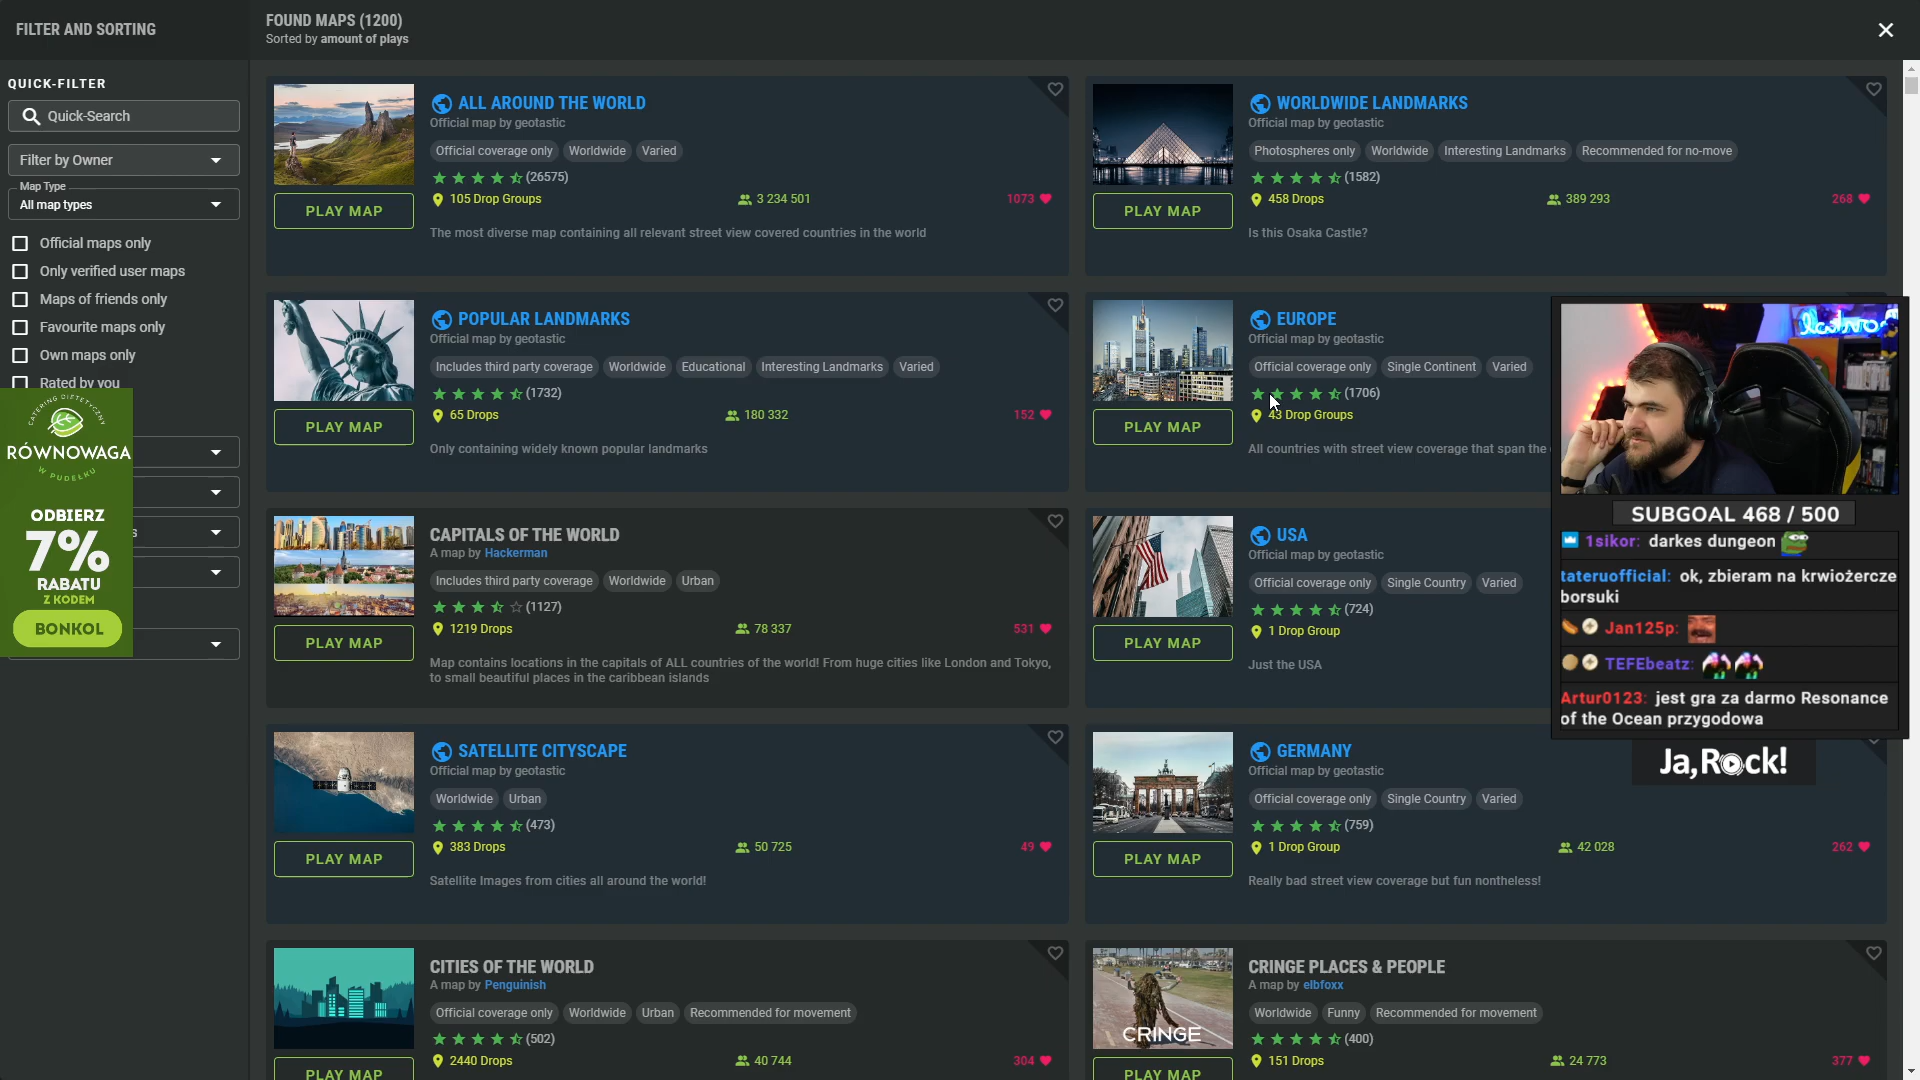 FILTER AND SORTING
FOUND MAPS (1200)
Sorted by amount of plays
QUICK-FILTER
Quick-Search
Filter by Owner
Map Type
All map types
Official maps only
Only verified user maps
Maps of friends only
Favourite maps only
Own maps only
Rated by you
CATERING DIETETYCZNY
RÓWNOWAGA
W PUDEŁKU
ODBIERZ
7%
RABATU
Z KODEM
BONKOL
s
ALL AROUND THE WORLD
Official map by geotastic
Official coverage only Worldwide Varied
(26575)
105 Drop Groups 3 234 501 1073
PLAY MAP
The most diverse map containing all relevant street view covered countries in the world
WORLDWIDE LANDMARKS
Official map by geotastic
Photospheres only Worldwide Interesting Landmarks Recommended for no-move
(1582)
458 Drops 389 293 268
PLAY MAP
Is this Osaka Castle?
POPULAR LANDMARKS
Official map by geotastic
Includes third party coverage Worldwide Educational Interesting Landmarks Varied
(1732)
65 Drops 180 332 152
PLAY MAP
Only containing widely known popular landmarks
EUROPE
Official map by geotastic
Official coverage only Single Continent Varied
(1706)
43 Drop Groups
PLAY MAP
All countries with street view coverage that span the
CAPITALS OF THE WORLD
A map by Hackerman
Includes third party coverage Worldwide Urban
(1127)
1219 Drops 78 337 531
PLAY MAP
Map contains locations in the capitals of ALL countries of the world! From huge cities like London and Tokyo,
to small beautiful places in the caribbean islands
USA
Official map by geotastic
Official coverage only Single Country Varied
(724)
1 Drop Group
PLAY MAP
Just the USA
SATELLITE CITYSCAPE
Official map by geotastic
Worldwide Urban
(473)
383 Drops 50 725 49
PLAY MAP
Satellite Images from cities all around the world!
GERMANY
Official map by geotastic
Official coverage only Single Country Varied
(759)
1 Drop Group 42 028 262
PLAY MAP
Really bad street view coverage but fun nontheless!
CITIES OF THE WORLD
A map by Penguinish
Official coverage only Worldwide Urban Recommended for movement
(502)
2440 Drops 40 744 304
PLAY MAP
CRINGE PLACES & PEOPLE
A map by elbfoxx
Worldwide Funny Recommended for movement
CRINGE
(400)
151 Drops 24 773 377
PLAY MAP
SUBGOAL 468 / 500
1sikor: darkes dungeon
tateruofficial: ok, zbieram na krwiożercze
borsuki
Jan125p:
TEFEbeatz:
Artur0123: jest gra za darmo Resonance
of the Ocean przygodowa
Ja,Rock!